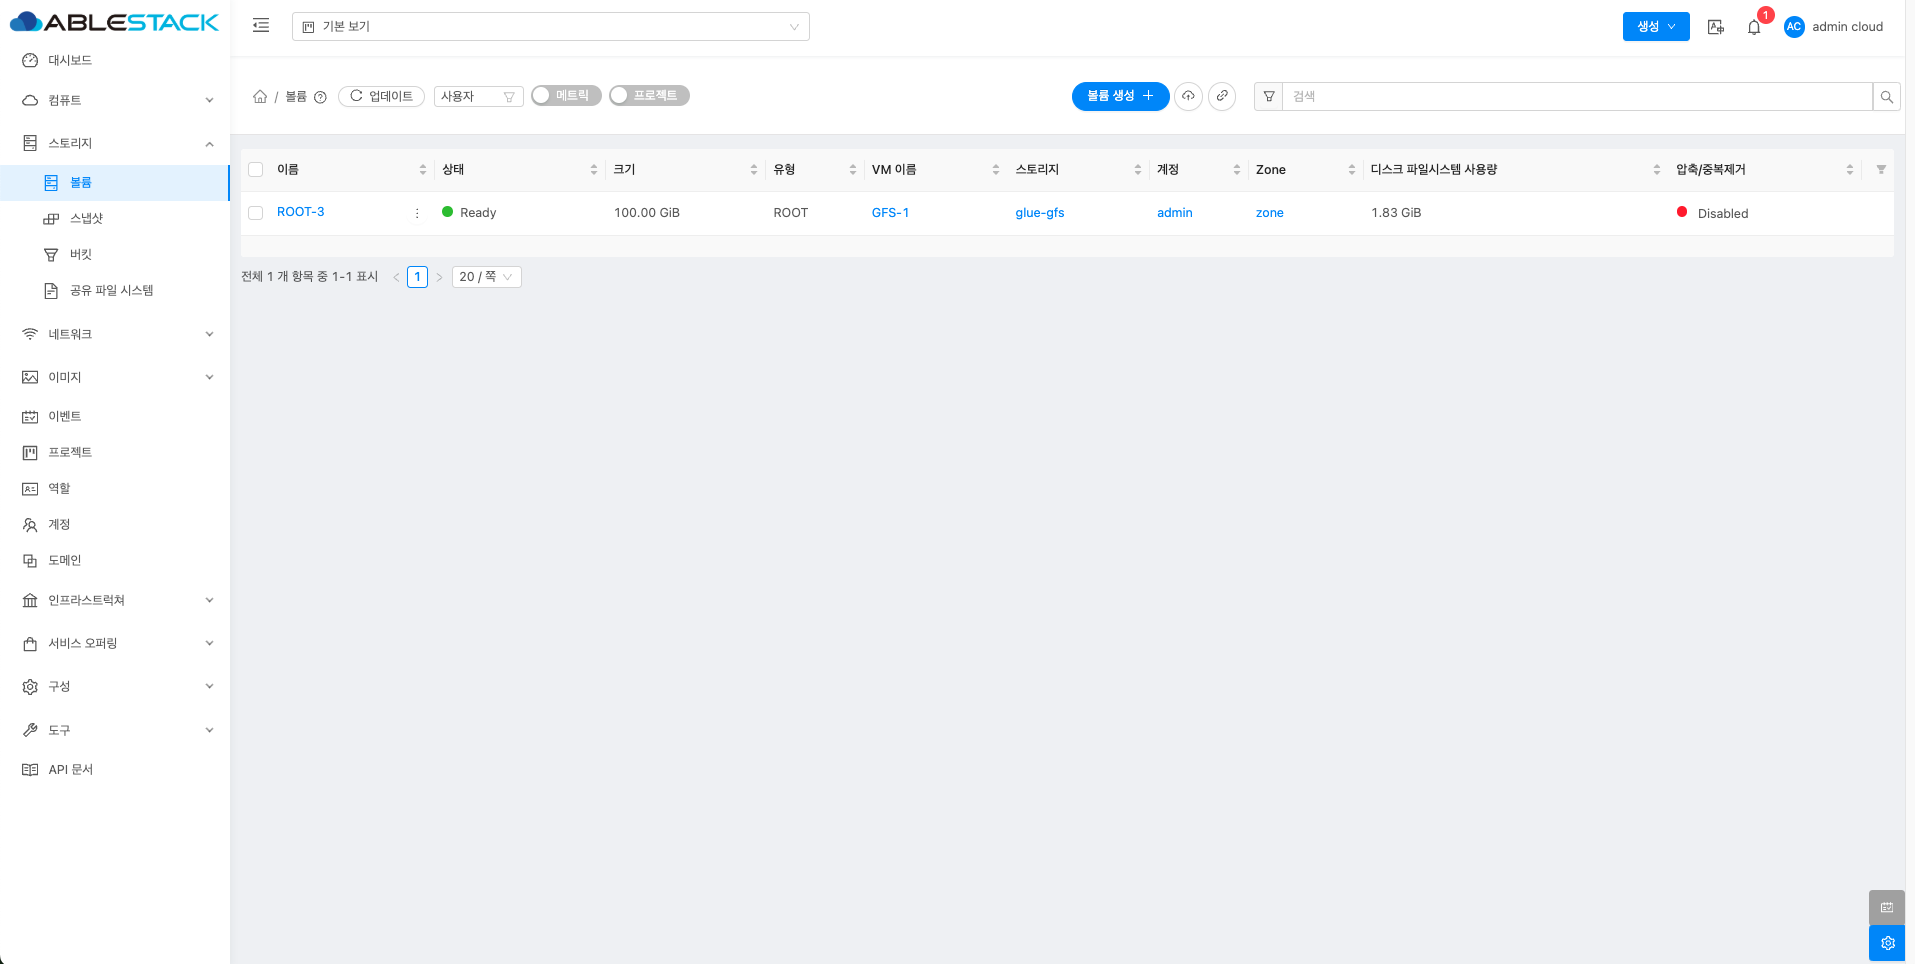 ABLESTACK
기본 보기
생성
1
AC
admin cloud
대시보드
컴퓨트
스토리지
볼륨
스냅샷
버킷
공유 파일 시스템
네트워크
이미지
이벤트
프로젝트
역할
계정
도메인
인프라스트럭쳐
서비스 오퍼링
구성
도구
API 문서
/ 볼륨
업데이트
사용자
메트릭
프로젝트
볼륨 생성 +
검색
이름 상태 크기 유형 VM 이름 스토리지 계정 Zone 디스크 파일시스템 사용량 압축/중복제거
ROOT-3 Ready 100.00 GiB ROOT GFS-1 glue-gfs admin zone 1.83 GiB Disabled
전체 1 개 항목 중 1-1 표시 < 1 > 20 / 쪽